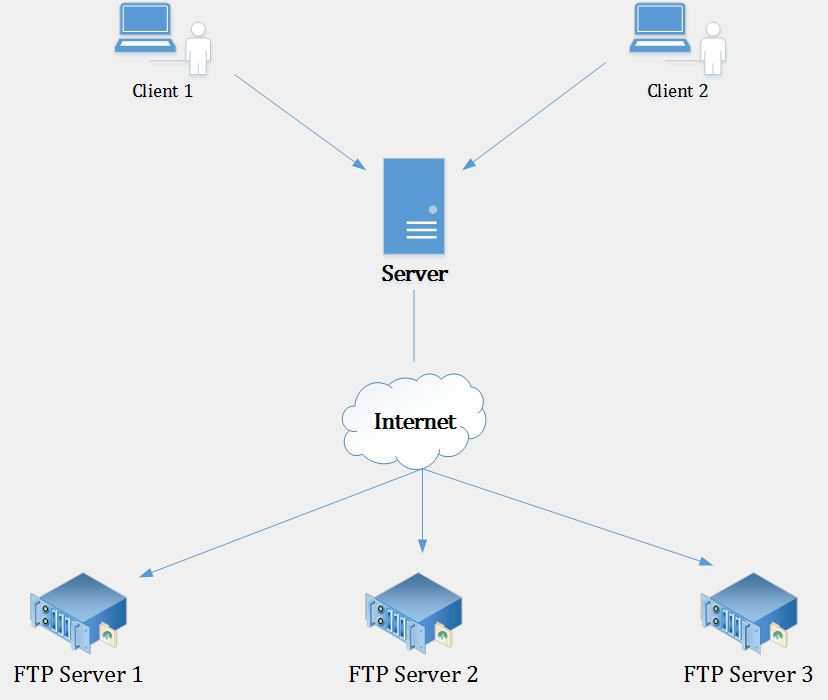 Client 1
Client 2
Server
Internet
FTP Server 1
FTP Server 2
FTP Server 3